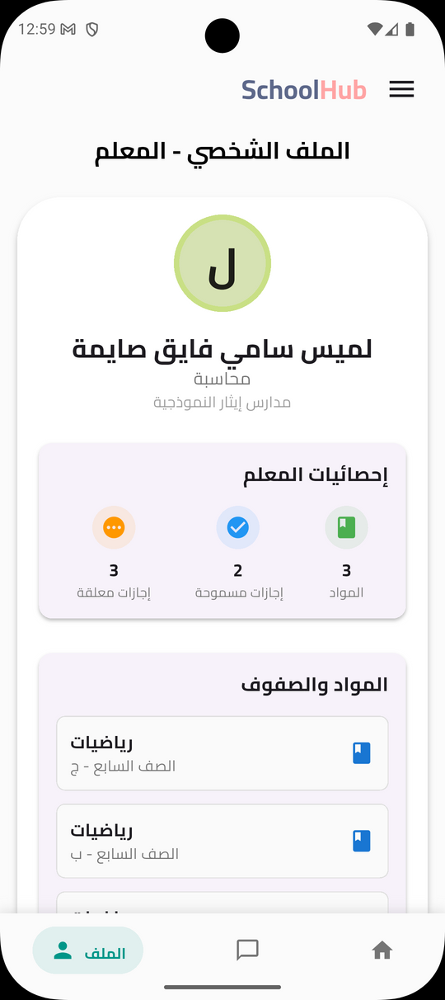 12:59
SchoolHub
الملف الشخصي - المعلم
ل
لميس سامي فايق صايمة
محاسبة
مدارس إيثار النموذجية
إحصائيات المعلم
3 2 3
المواد إجازات مسموحة إجازات معلقة
المواد والصفوف
رياضيات
الصف السابع - ج
رياضيات
الصف السابع - ب
الملف